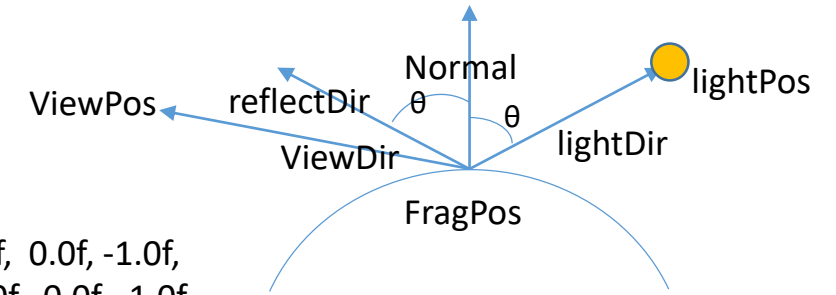 Normal
lightPos
ViewPos
reflectDir
θ
θ
lightDir
ViewDir
FragPos
0.0f, -1.0f,